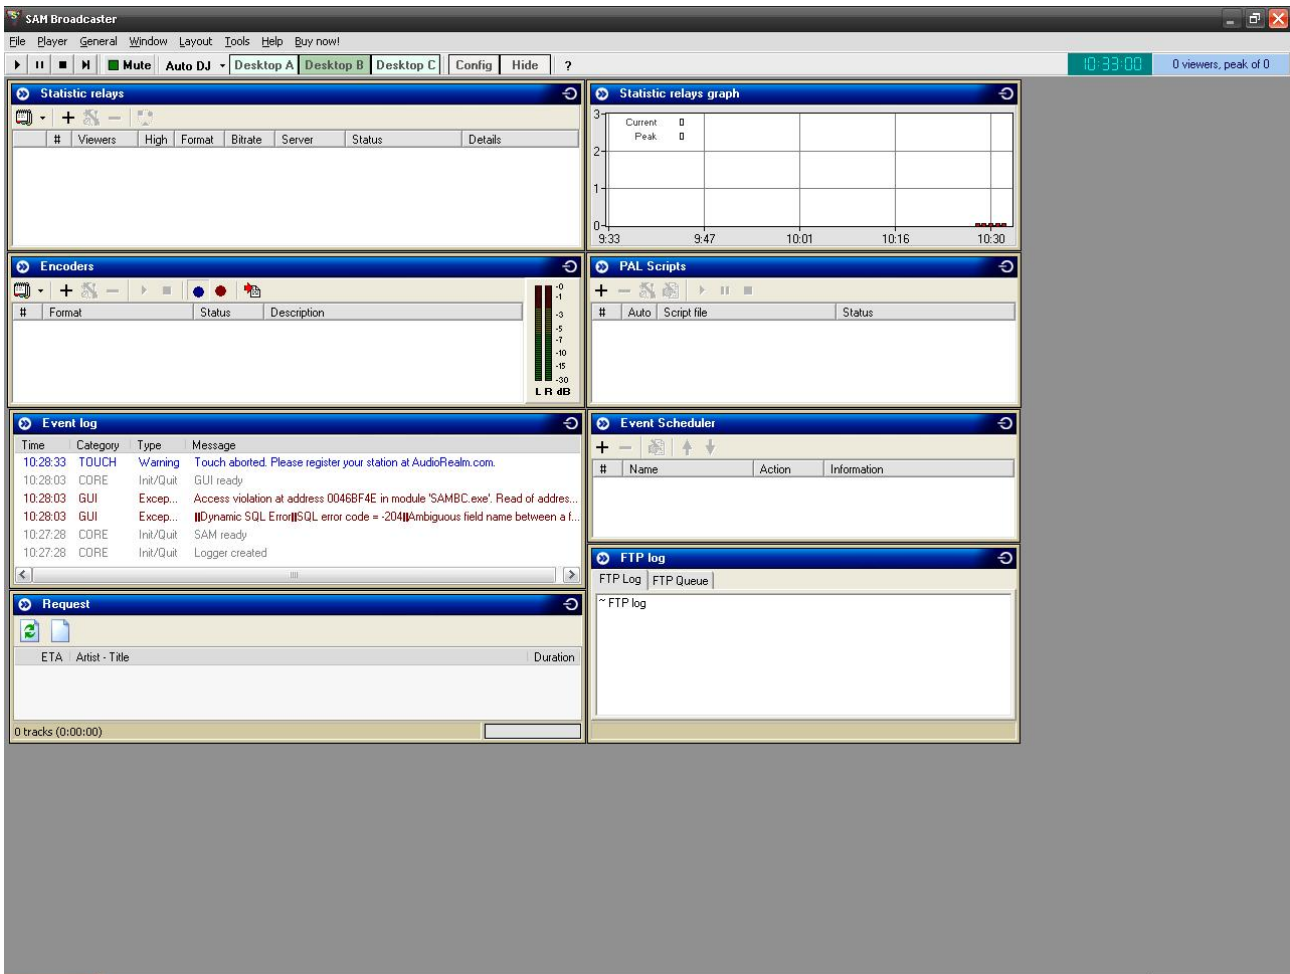 SAM Broadcaster
File Player General Window Layout Tools Help Buy now!
Mute Auto DJ Desktop A Desktop B Desktop C Config Hide ? 10:33:00 0 viewers, peak of 0
Statistic relays
# Viewers High Format Bitrate Server Status Details
Statistic relays graph
Current 0
Peak 0
3
2
1
0
9:33 9:47 10:01 10:16 10:30
Encoders
# Format Status Description
-0
-1
-3
-5
-7
-10
-15
-30
L R dB
PAL Scripts
# Auto Script file Status
Event log
Time Category Type Message
10:28:33 TOUCH Warning Touch aborted. Please register your station at AudioRealm.com.
10:28:03 CORE Init/Quit GUI ready
10:28:03 GUI Excep... Access violation at address 0046BF4E in module 'SAMBC.exe'. Read of addres...
10:28:03 GUI Excep... ||Dynamic SQL Error||SQL error code = -204||Ambiguous field name between a f...
10:27:28 CORE Init/Quit SAM ready
10:27:28 CORE Init/Quit Logger created
Event Scheduler
# Name Action Information
Request
ETA Artist - Title Duration
0 tracks (0:00:00)
FTP log
FTP Log FTP Queue
~ FTP log